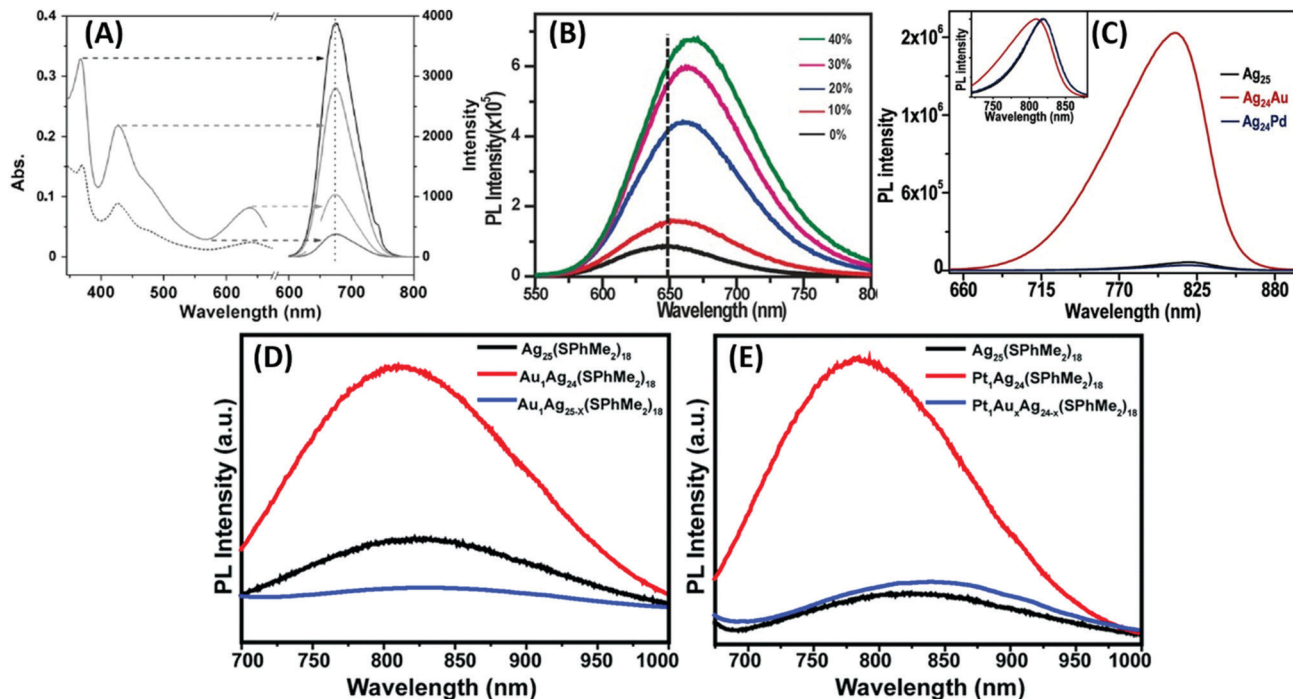 (A)
0.4
0.3
0.2
0.1
0
Abs.
400
500
600
600
700
800
Wavelength (nm)
4000
3000
2000
1000
0
Intensity
(B)
PL Intensity(x10⁵)
6
4
2
0
40%
30%
20%
10%
0%
550
600
650
700
750
800
Wavelength (nm)
(C)
PL intensity
2x10⁶
1x10⁶
6x10⁵
0
PL intensity
750
800
850
Wavelength (nm)
Ag₂₅
Ag₂₄Au
Ag₂₄Pd
660
715
770
825
880
Wavelength (nm)
(D)
PL Intensity (a.u.)
Ag₂₅(SPhMe₂)₁₈
Au₁Ag₂₄(SPhMe₂)₁₈
Au₁Ag₂₅₋ₓ(SPhMe₂)₁₈
700
750
800
850
900
950
1000
Wavelength (nm)
(E)
PL Intensity (a.u.)
Ag₂₅(SPhMe₂)₁₈
Pt₁Ag₂₄(SPhMe₂)₁₈
Pt₁AuₓAg₂₄₋ₓ(SPhMe₂)₁₈
700
750
800
850
900
950
1000
Wavelength (nm)